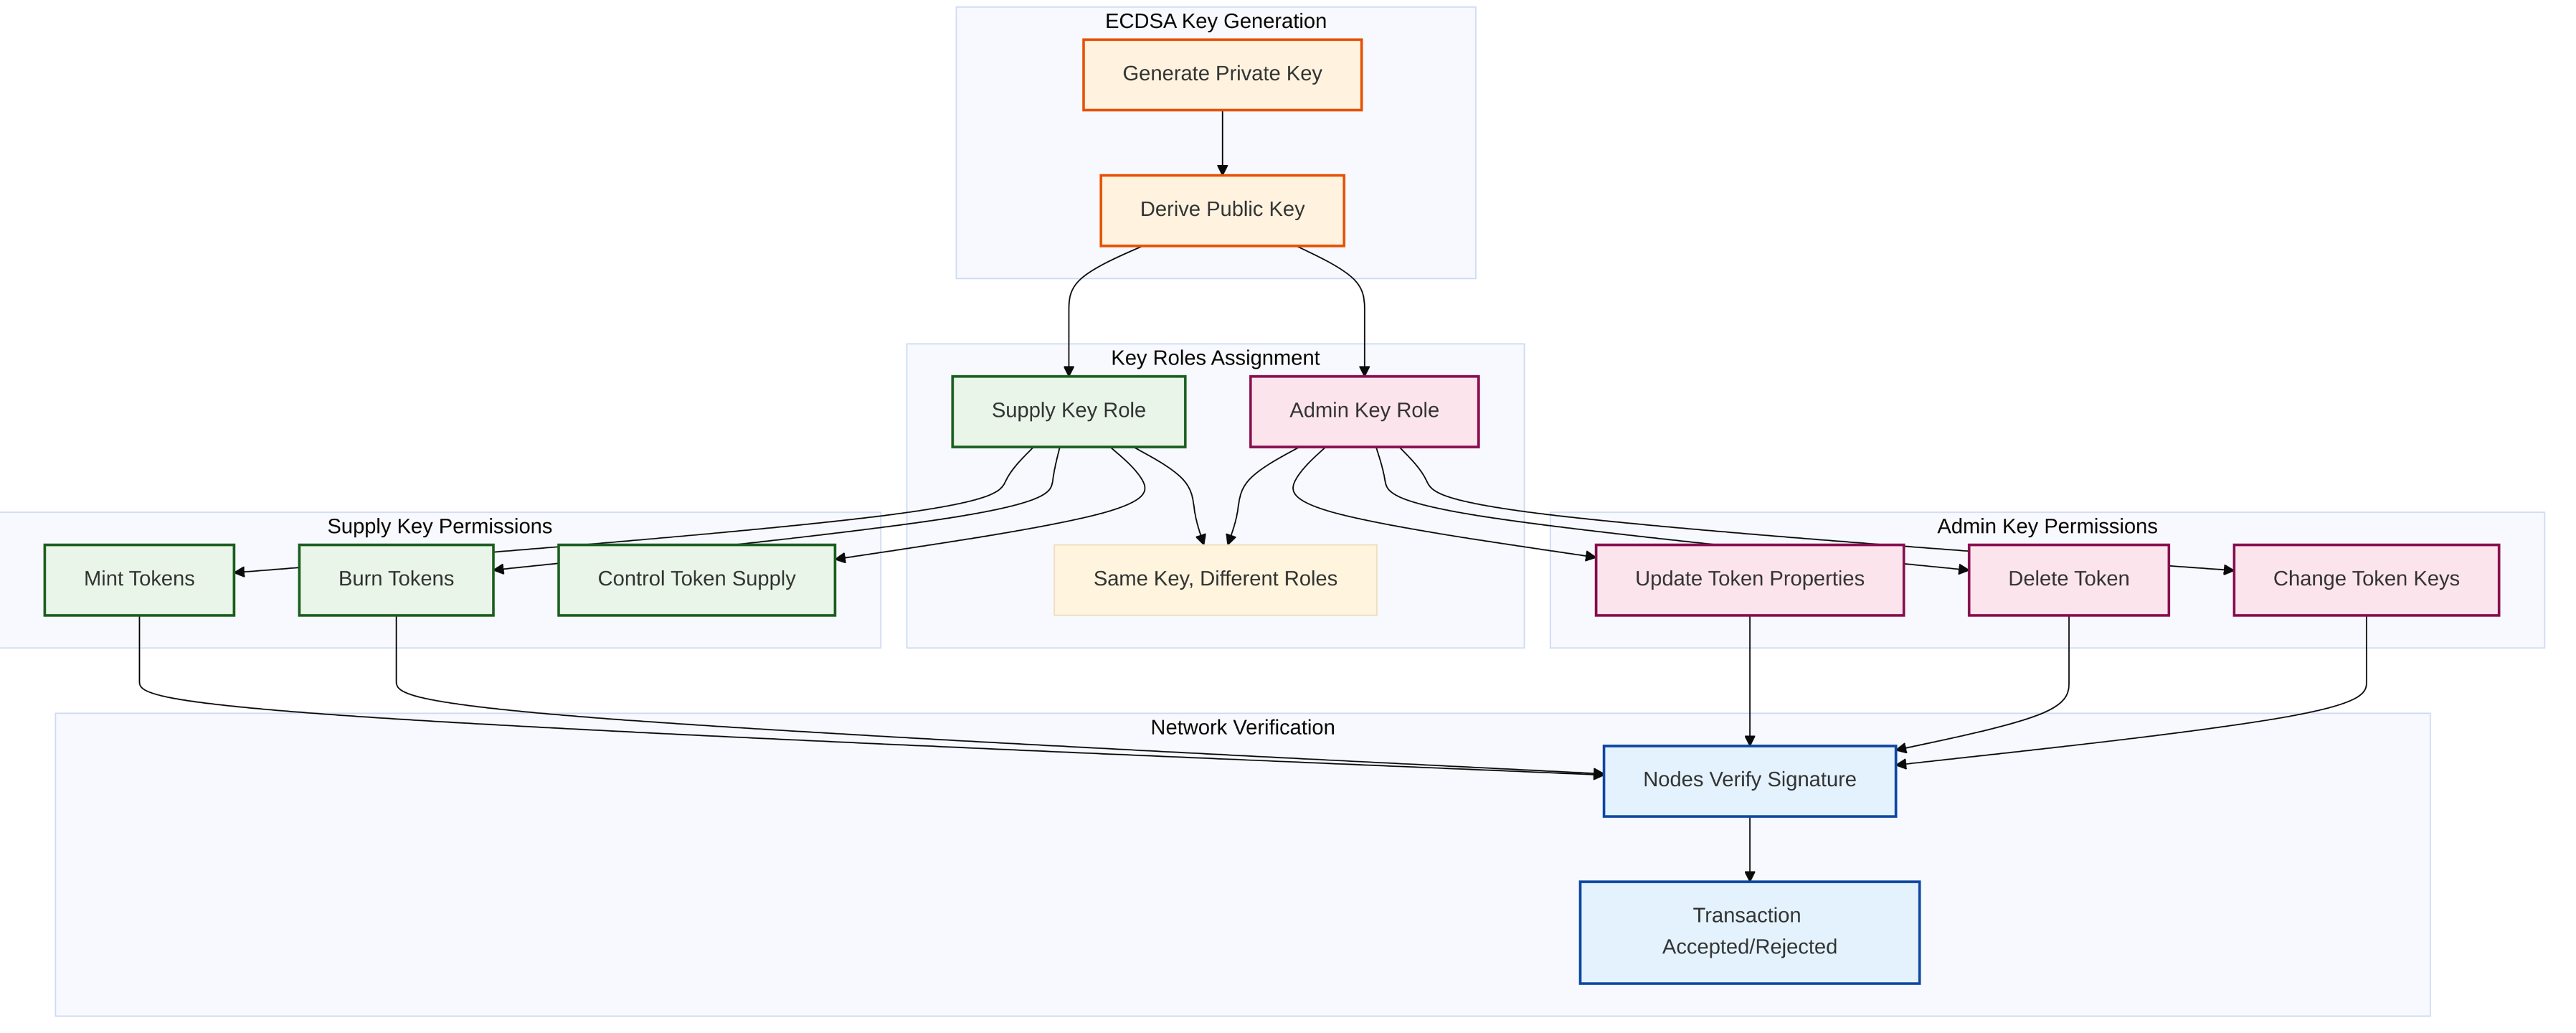 ECDSA Key Generation
Generate Private Key
Derive Public Key
Key Roles Assignment
Supply Key Role
Admin Key Role
Same Key, Different Roles
Supply Key Permissions
Mint Tokens
Burn Tokens
Control Token Supply
Admin Key Permissions
Update Token Properties
Delete Token
Change Token Keys
Network Verification
Nodes Verify Signature
Transaction
Accepted/Rejected